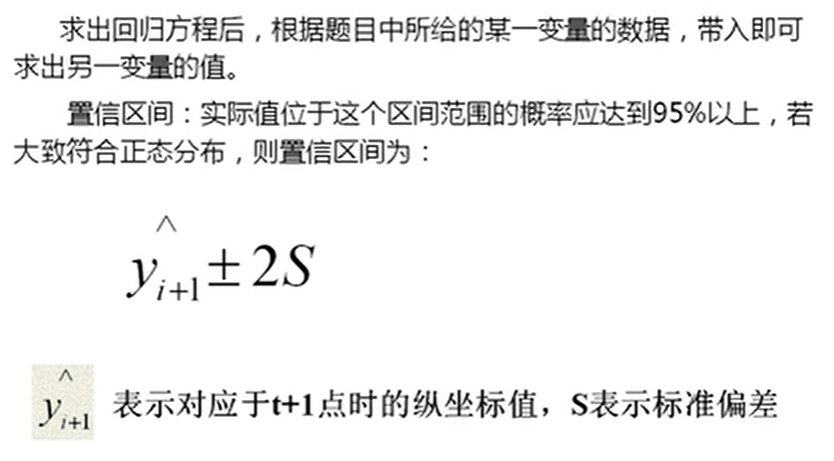 求出回归方程后，根据题目中所给的某一变量的数据，带入即可
求出另一变量的值。
置信区间：实际值位于这个区间范围的概率应达到95%以上，若
大致符合正态分布，则置信区间为：
ŷᵢ₊₁ ± 2S
ŷᵢ₊₁ 表示对应于t+1点时的纵坐标值，S表示标准偏差